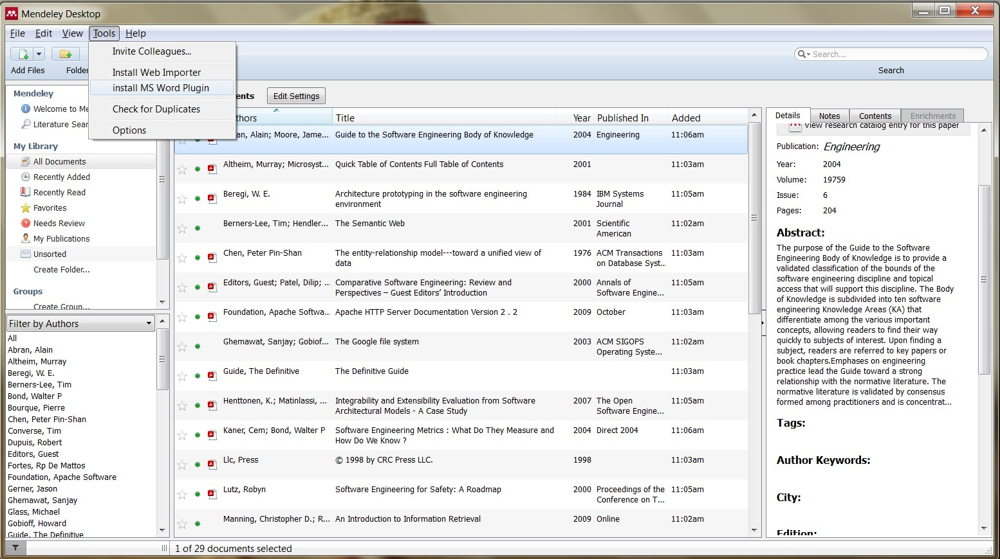 Mendeley Desktop
File Edit View Tools Help
Invite Colleagues...
Install Web Importer
install MS Word Plugin
Check for Duplicates
Options
Add Files
Search...
Search
Edit Settings
Mendeley
Literature Sear
My Library
All Documents
Recently Added
Recently Read
Favorites
Needs Review
My Publications
Unsorted
Create Folder...
Groups
Create Group...
Filter by Authors
All
Abran, Alain
Altheim, Murray
Beregi, W. E.
Berners-Lee, Tim
Bond, Walter P
Bourque, Pierre
Chen, Peter Pin-Shan
Converse, Tim
Dupuis, Robert
Editors, Guest
Fortes, Rp De Mattos
Foundation, Apache Software
Gerner, Jason
Ghemawat, Sanjay
Glass, Michael
Gobioff, Howard
Guide, The Definitive
Title Year Published In Added
Alain; Moore, Jame... Guide to the Software Engineering Body of Knowledge 2004 Engineering 11:06am
Altheim, Murray; Microsyst... Quick Table of Contents Full Table of Contents 2001 11:03am
Beregi, W. E. Architecture prototyping in the software engineering 1984 IBM Systems 11:05am
environment Journal
Berners-Lee, Tim; Hendler... The Semantic Web 2001 Scientific 11:02am
American
Chen, Peter Pin-Shan The entity-relationship model---toward a unified view of 1976 ACM Transactions 11:03am
data on Database Syst...
Editors, Guest; Patel, Dilip; ... Comparative Software Engineering: Review and 2000 Annals of 11:05am
Perspectives – Guest Editors’ Introduction Software Engine...
Foundation, Apache Softwa... Apache HTTP Server Documentation Version 2 . 2 2009 October 11:03am
Ghemawat, Sanjay; Gobiof... The Google file system 2003 ACM SIGOPS 11:02am
Operating Syste...
Guide, The Definitive The Definitive Guide 11:03am
Henttonen, K.; Matinlassi, ... Integrability and Extensibility Evaluation from Software 2007 The Open 11:05am
Architectural Models - A Case Study Software Engine...
Kaner, Cem; Bond, Walter P Software Engineering Metrics : What Do They Measure and 2004 Direct 2004 11:06am
How Do We Know ?
Llc, Press © 1998 by CRC Press LLC. 1998 11:03am
Lutz, Robyn Software Engineering for Safety: A Roadmap 2000 Proceedings of the 11:05am
Conference on T...
Manning, Christopher D.; R... An Introduction to Information Retrieval 2009 Online 11:02am
1 of 29 documents selected
Details Notes Contents Enrichments
View research catalog entry for this paper
Publication: Engineering
Year: 2004
Volume: 19759
Issue: 6
Pages: 204
Abstract:
The purpose of the Guide to the Software
Engineering Body of Knowledge is to provide a
validated classification of the bounds of the
software engineering discipline and topical
access that will support this discipline. The Body
of Knowledge is subdivided into ten software
engineering Knowledge Areas (KA) that
differentiate among the various important
concepts, allowing readers to find their way
quickly to subjects of interest. Upon finding a
subject, readers are referred to key papers or
book chapters.Emphases on engineering
practice lead the Guide toward a strong
relationship with the normative literature. The
normative literature is validated by consensus
formed among practitioners and is concentrat...
Tags:
Author Keywords:
City:
Edition: